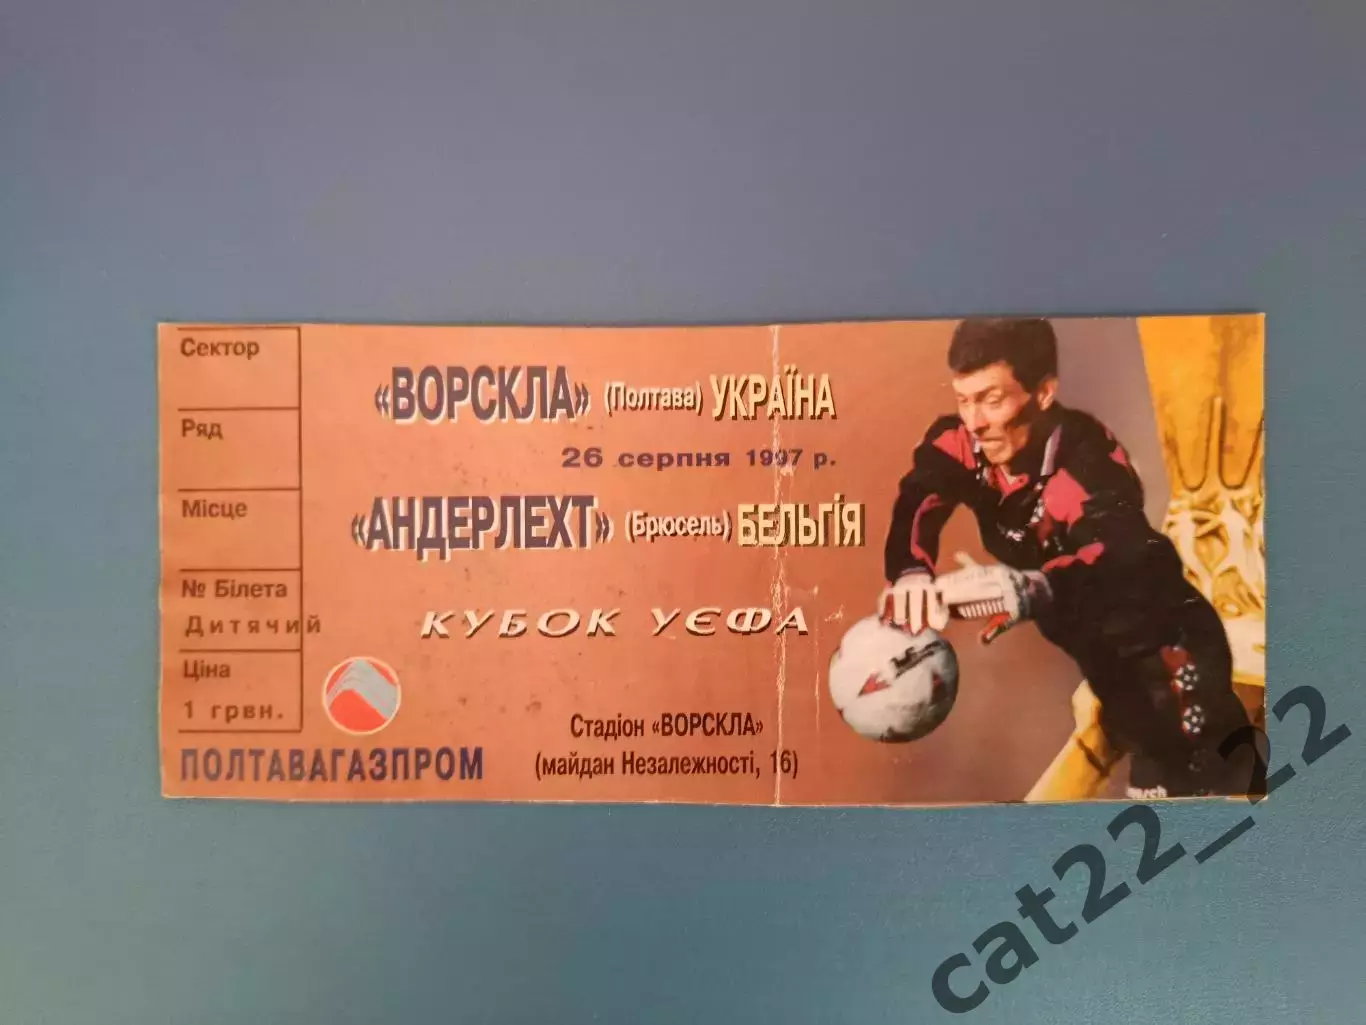 Сектор
Ряд
Місце
№ Білета
Дитячий
Ціна
1 грвн.
ПОЛТАВАГАЗПРОМ
«ВОРСКЛА» (Полтава) УКРАЇНА
26 серпня 1997 р.
«АНДЕРЛЕХТ» (Брюсель) БЕЛЬГІЯ
КУБОК УЄФА
Стадіон «ВОРСКЛА»
(майдан Незалежності, 16)
cat22_22